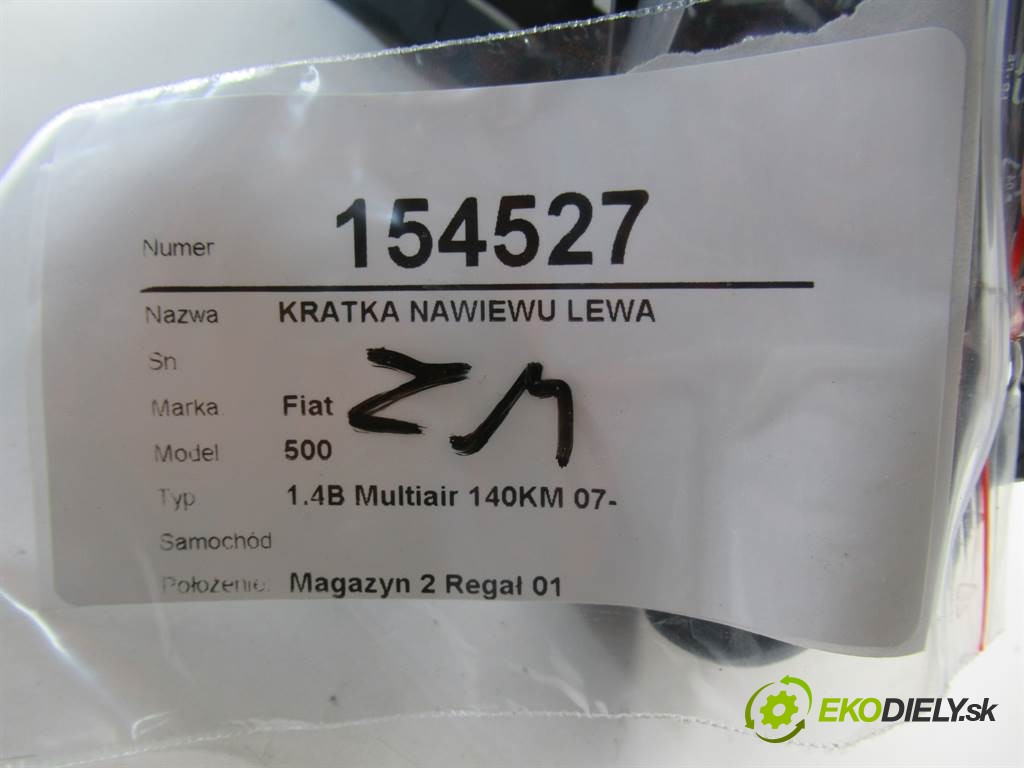 Numer 154527
Nazwa KRATKA NAWIEWU LEWA
Sn
Marka Fiat
Model 500
Typ 1.4B Multiair 140KM 07-
Samochód
Położenie: Magazyn 2 Regał 01
EKODIELY.sk